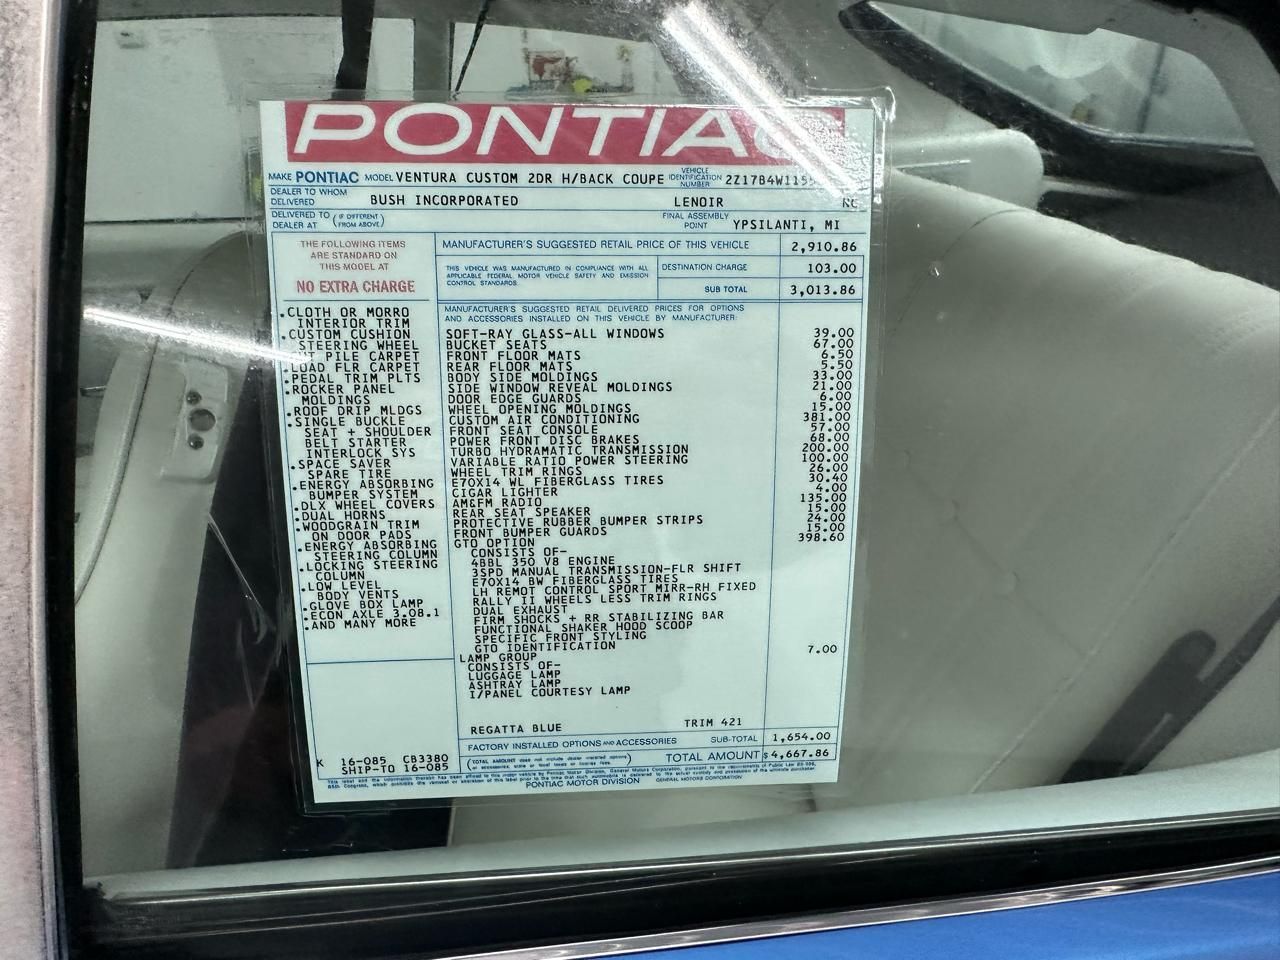 PONTIAC
MAKE PONTIAC MODEL VENTURA CUSTOM 2DR H/BACK COUPE VEHICLE IDENTIFICATION NUMBER
DEALER TO WHOM DELIVERED BUSH INCORPORATED LENOIR NC
DELIVERED TO DEALER AT (IF DIFFERENT FROM ABOVE) FINAL ASSEMBLY POINT YPSILANTI, MI
THE FOLLOWING ITEMS
ARE STANDARD ON
THIS MODEL AT
NO EXTRA CHARGE
.CLOTH OR MORRO
INTERIOR TRIM
.CUSTOM CUSHION
STEERING WHEEL
PILE CARPET
.LOAD FLR CARPET
.PEDAL TRIM PLTS
.ROCKER PANEL
MOLDINGS
.ROOF DRIP MLDGS
.SINGLE BUCKLE
SEAT + SHOULDER
BELT STARTER
INTERLOCK SYS
.SPACE SAVER
SPARE TIRE
.ENERGY ABSORBING
BUMPER SYSTEM
.DLX WHEEL COVERS
.DUAL HORNS
.WOODGRAIN TRIM
ON DOOR PADS
.ENERGY ABSORBING
STEERING COLUMN
.LOCKING STEERING
COLUMN
.LOW LEVEL
BODY VENTS
.GLOVE BOX LAMP
.ECON AXLE 3.08.1
.AND MANY MORE
K 16-085 CB3380
SHIP-TO 16-085
MANUFACTURER'S SUGGESTED RETAIL PRICE OF THIS VEHICLE 2,910.86
THIS VEHICLE WAS MANUFACTURED IN COMPLIANCE WITH ALL
APPLICABLE FEDERAL MOTOR VEHICLE SAFETY AND EMISSION
CONTROL STANDARDS.
DESTINATION CHARGE 103.00
SUB TOTAL 3,013.86
MANUFACTURER'S SUGGESTED RETAIL DELIVERED PRICES FOR OPTIONS
AND ACCESSORIES INSTALLED ON THIS VEHICLE BY MANUFACTURER:
SOFT-RAY GLASS-ALL WINDOWS 39.00
BUCKET SEATS 67.00
FRONT FLOOR MATS 6.50
REAR FLOOR MATS 5.50
BODY SIDE MOLDINGS 33.00
SIDE WINDOW REVEAL MOLDINGS 21.00
DOOR EDGE GUARDS 6.00
WHEEL OPENING MOLDINGS 15.00
CUSTOM AIR CONDITIONING 381.00
FRONT SEAT CONSOLE 57.00
POWER FRONT DISC BRAKES 68.00
TURBO HYDRAMATIC TRANSMISSION 200.00
VARIABLE RATIO POWER STEERING 100.00
WHEEL TRIM RINGS 26.00
E70X14 WL FIBERGLASS TIRES 30.40
CIGAR LIGHTER 4.00
AM&FM RADIO 135.00
REAR SEAT SPEAKER 15.00
PROTECTIVE RUBBER BUMPER STRIPS 24.00
FRONT BUMPER GUARDS 15.00
GTO OPTION 398.60
CONSISTS OF-
4BBL 350 V8 ENGINE
3SPD MANUAL TRANSMISSION-FLR SHIFT
E70X14 BW FIBERGLASS TIRES
LH REMOT CONTROL SPORT MIRR-RH FIXED
RALLY II WHEELS LESS TRIM RINGS
DUAL EXHAUST
FIRM SHOCKS + RR STABILIZING BAR
FUNCTIONAL SHAKER HOOD SCOOP
SPECIFIC FRONT STYLING
GTO IDENTIFICATION
LAMP GROUP 7.00
CONSISTS OF-
LUGGAGE LAMP
ASHTRAY LAMP
I/PANEL COURTESY LAMP
REGATTA BLUE TRIM 421
FACTORY INSTALLED OPTIONS AND ACCESSORIES SUB-TOTAL 1,654.00
TOTAL AMOUNT $4,667.86
PONTIAC MOTOR DIVISION GENERAL MOTORS CORPORATION